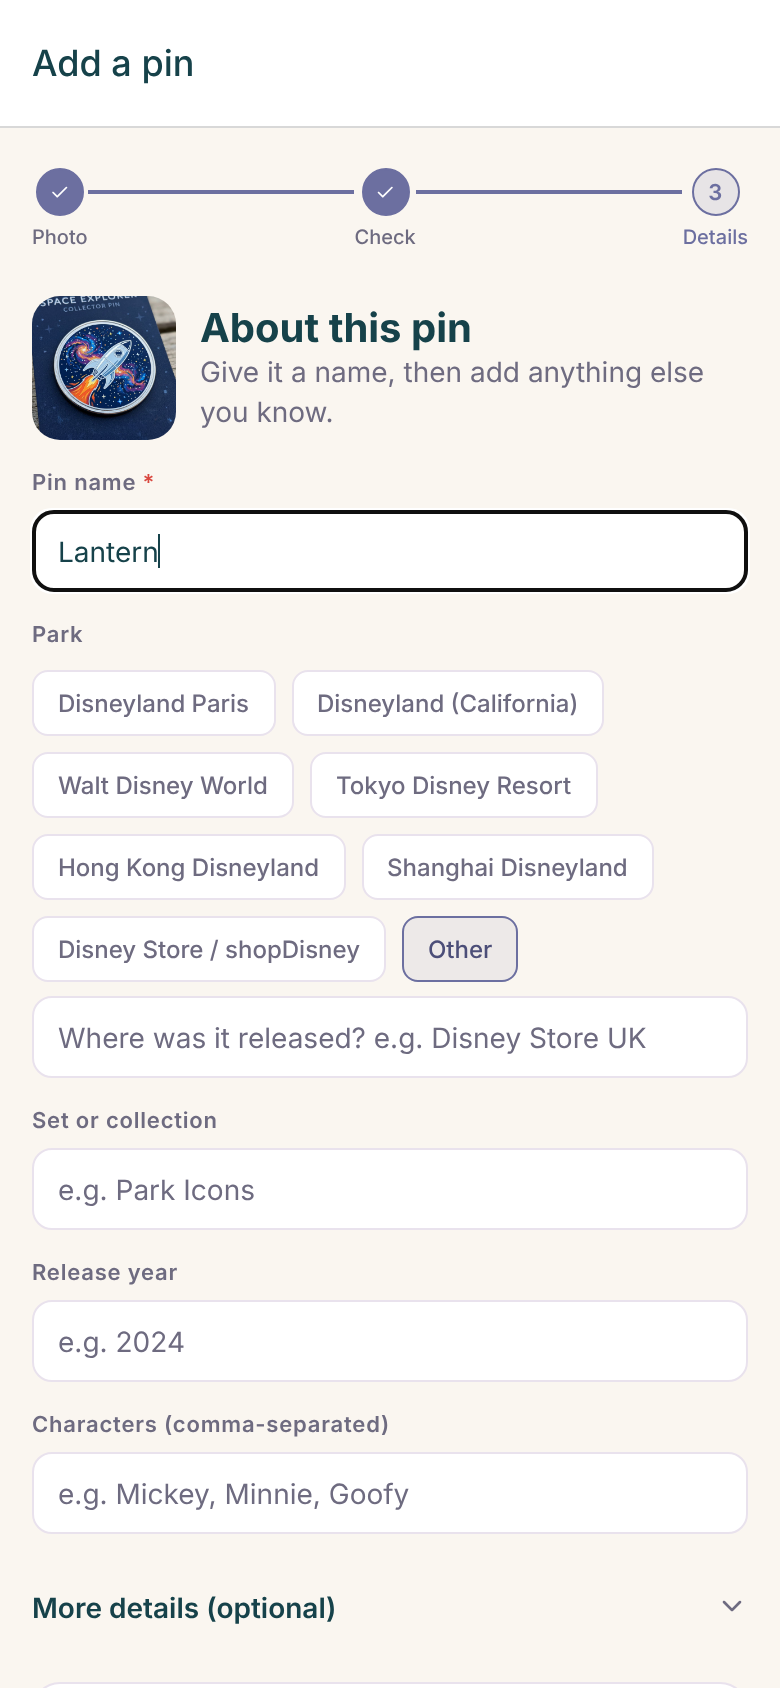 Add a pin
3
Photo
Check
Details
SPACE EXPLORER
COLLECTOR PIN
About this pin
Give it a name, then add anything else
you know.
Pin name *
Lantern
Park
Disneyland Paris
Disneyland (California)
Walt Disney World
Tokyo Disney Resort
Hong Kong Disneyland
Shanghai Disneyland
Disney Store / shopDisney
Other
Where was it released? e.g. Disney Store UK
Set or collection
e.g. Park Icons
Release year
e.g. 2024
Characters (comma-separated)
e.g. Mickey, Minnie, Goofy
More details (optional)